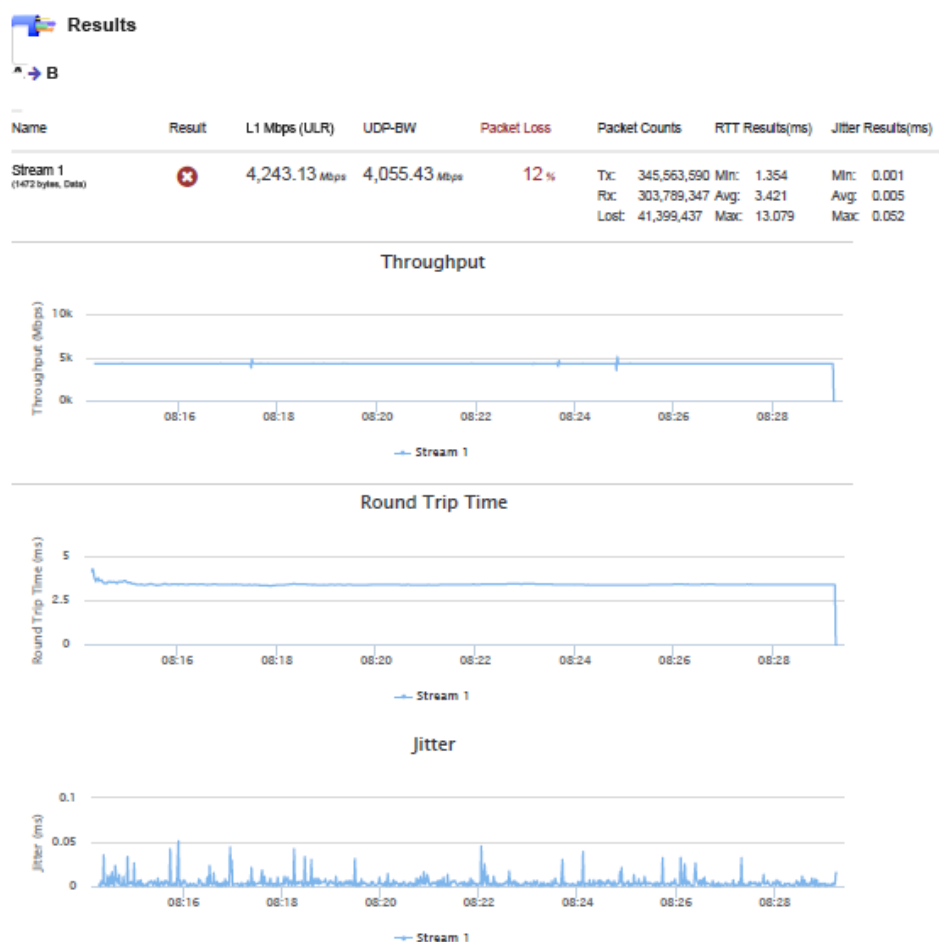 Results
A → B
Name Result L1 Mbps (ULR) UDP-BW Packet Loss Packet Counts RTT Results(ms) Jitter Results(ms)
Stream 1 4,243.13 Mbps 4,055.43 Mbps 12 % Tx: 345,563,590 Min: 1.354 Min: 0.001
(1472 bytes, Data) Rx: 303,789,347 Avg: 3.421 Avg: 0.005
Lost: 41,399,437 Max: 13.079 Max: 0.052
Throughput
Throughput (Mbps)
10k
5k
0k
08:16 08:18 08:20 08:22 08:24 08:26 08:28
Stream 1
Round Trip Time
Round Trip Time (ms)
5
2.5
0
08:16 08:18 08:20 08:22 08:24 08:26 08:28
Stream 1
Jitter
Jitter (ms)
0.1
0.05
0
08:16 08:18 08:20 08:22 08:24 08:26 08:28
Stream 1